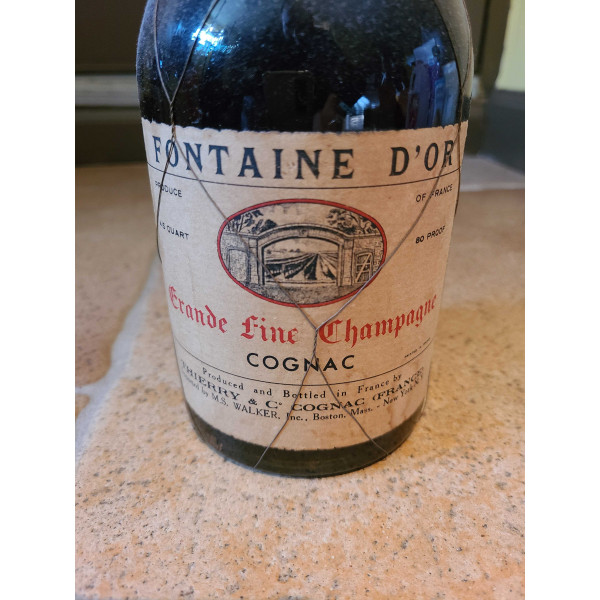 FONTAINE D'OR
PRODUCE OF FRANCE
4/5 QUART 80 PROOF
Grande Fine Champagne
COGNAC
Produced and Bottled in France by
THIERRY & Co COGNAC (FRANCE)
by M.S. WALKER, Inc., Boston, Mass. - New York